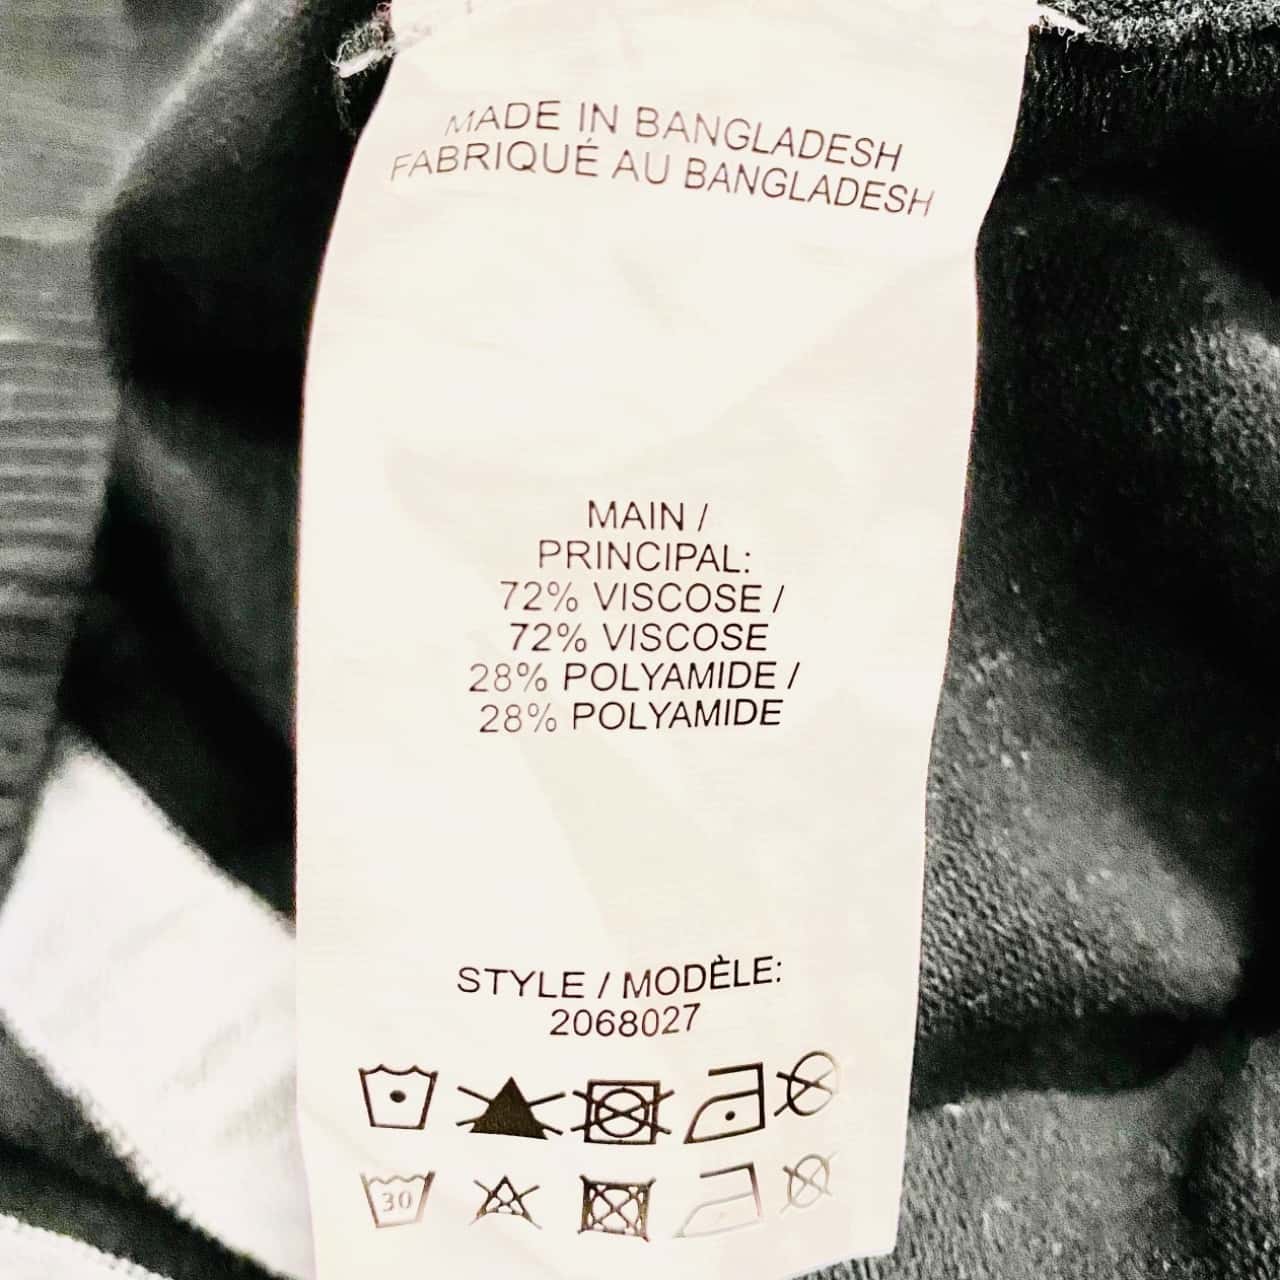 MADE IN BANGLADESH
FABRIQUÉ AU BANGLADESH
MAIN /
PRINCIPAL:
72% VISCOSE /
72% VISCOSE
28% POLYAMIDE /
28% POLYAMIDE
STYLE / MODÈLE:
2068027
30